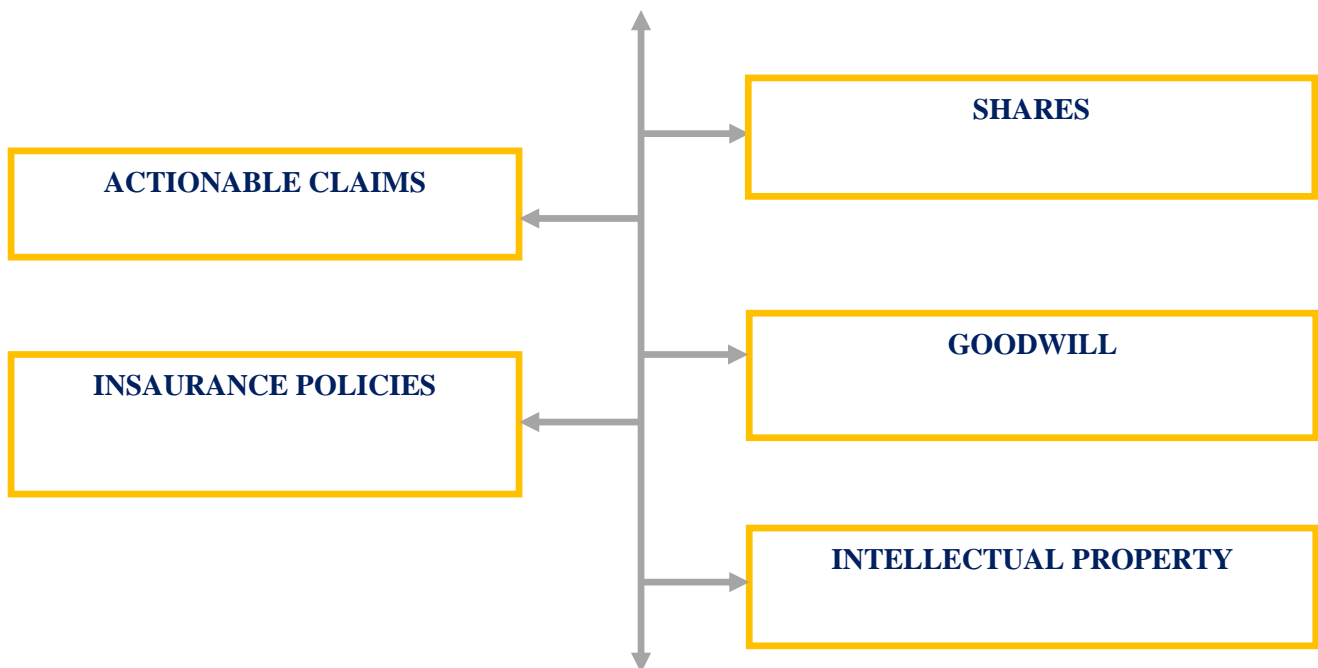 SHARES
ACTIONABLE CLAIMS
GOODWILL
INSAURANCE POLICIES
INTELLECTUAL PROPERTY